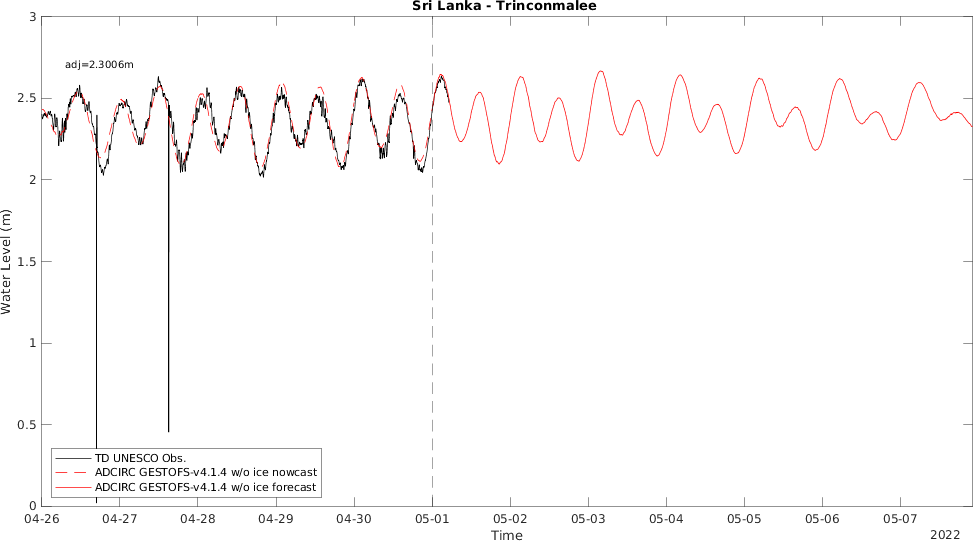 Sri Lanka - Trinconmalee
adj=2.3006m
3
2.5
2
1.5
1
0.5
0
Water Level (m)
TD UNESCO Obs.
ADCIRC GESTOFS-v4.1.4 w/o ice nowcast
ADCIRC GESTOFS-v4.1.4 w/o ice forecast
04-26 04-27 04-28 04-29 04-30 05-01 05-02 05-03 05-04 05-05 05-06 05-07
Time
2022